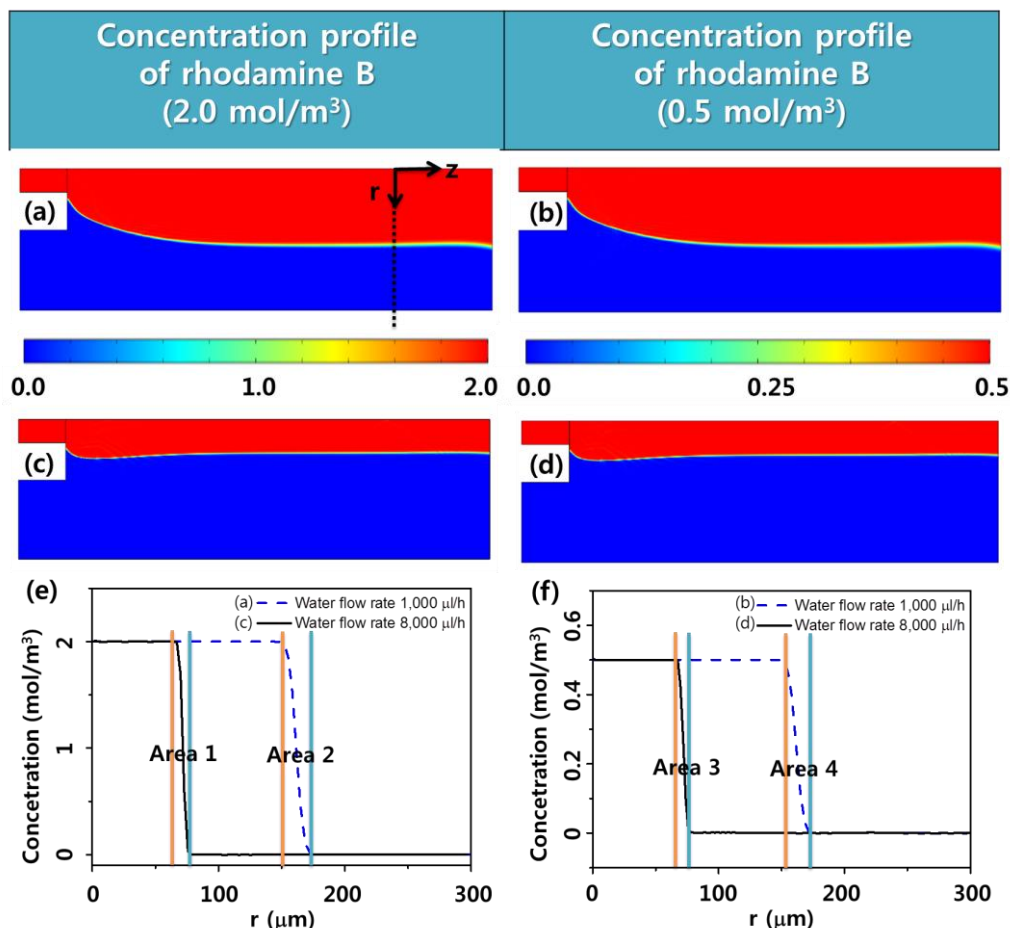 Concentration profile
of rhodamine B
(2.0 mol/m³)
Concentration profile
of rhodamine B
(0.5 mol/m³)
(a)
r
z
(b)
0.0 1.0 2.0
0.0 0.25 0.5
(c)
(d)
(e)
(a) Water flow rate 1,000 μl/h
(c) Water flow rate 8,000 μl/h
Concetration (mol/m³)
2
1
0
Area 1
Area 2
0 100 200 300
r (μm)
(f)
(b) Water flow rate 1,000 μl/h
(d) Water flow rate 8,000 μl/h
Concetration (mol/m³)
0.6
0.4
0.2
0
Area 3
Area 4
0 100 200 300
r (μm)